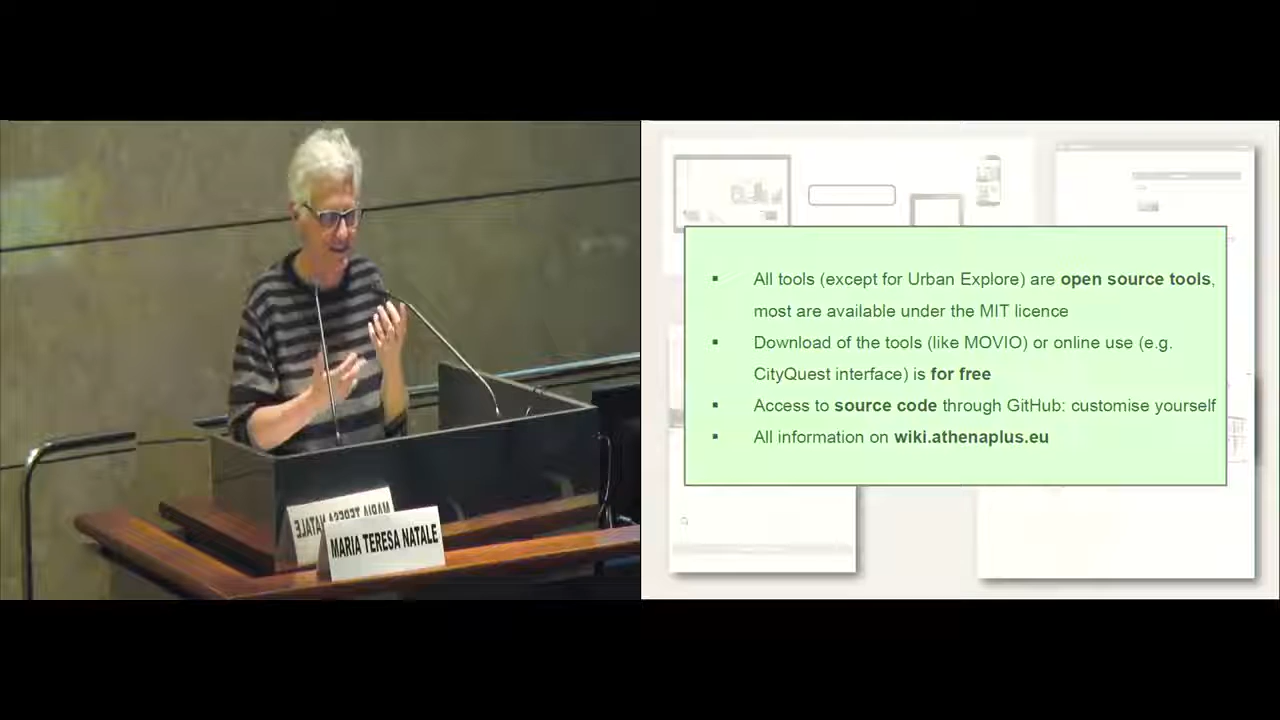 MARIA TERESA NATALE
MARIA TERESA NATALE
▪ All tools (except for Urban Explore) are open source tools,
most are available under the MIT licence
▪ Download of the tools (like MOVIO) or online use (e.g.
CityQuest interface) is for free
▪ Access to source code through GitHub: customise yourself
▪ All information on wiki.athenaplus.eu